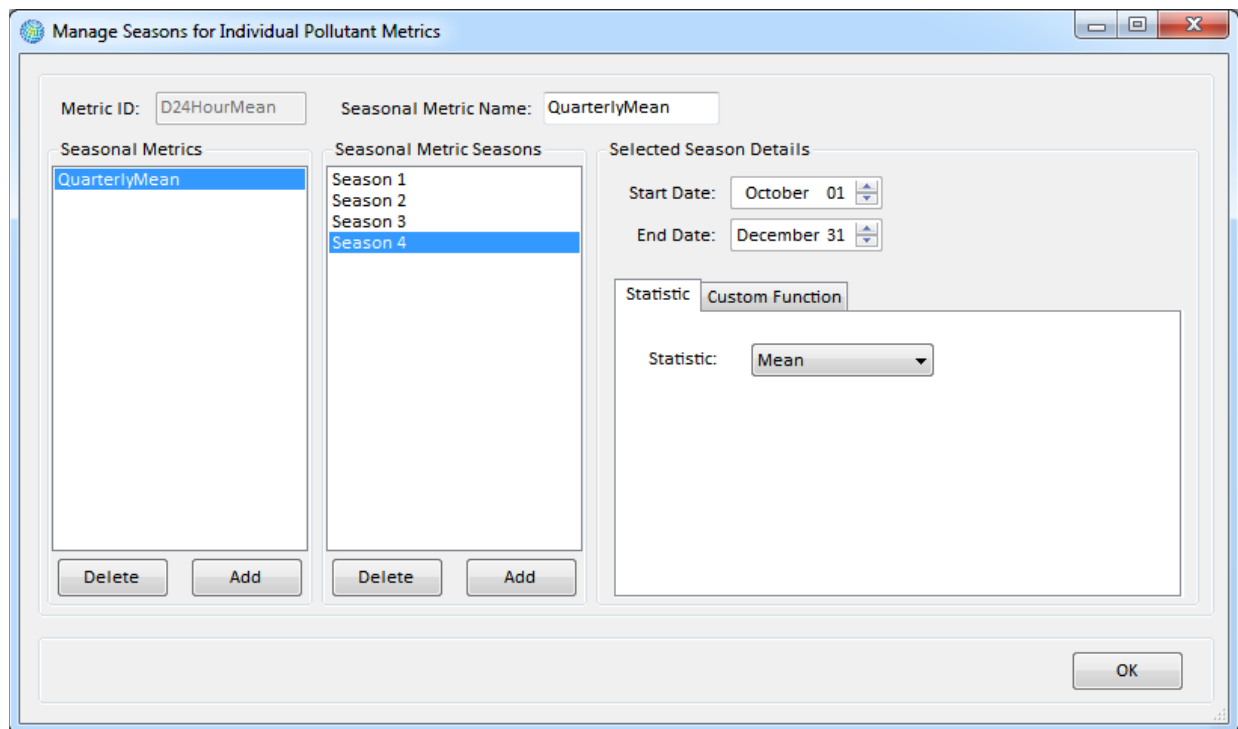 Manage Seasons for Individual Pollutant Metrics
Metric ID: D24HourMean Seasonal Metric Name: QuarterlyMean
Seasonal Metrics
QuarterlyMean
Delete Add
Seasonal Metric Seasons
Season 1
Season 2
Season 3
Season 4
Delete Add
Selected Season Details
Start Date: October 01
End Date: December 31
Statistic Custom Function
Statistic: Mean
OK